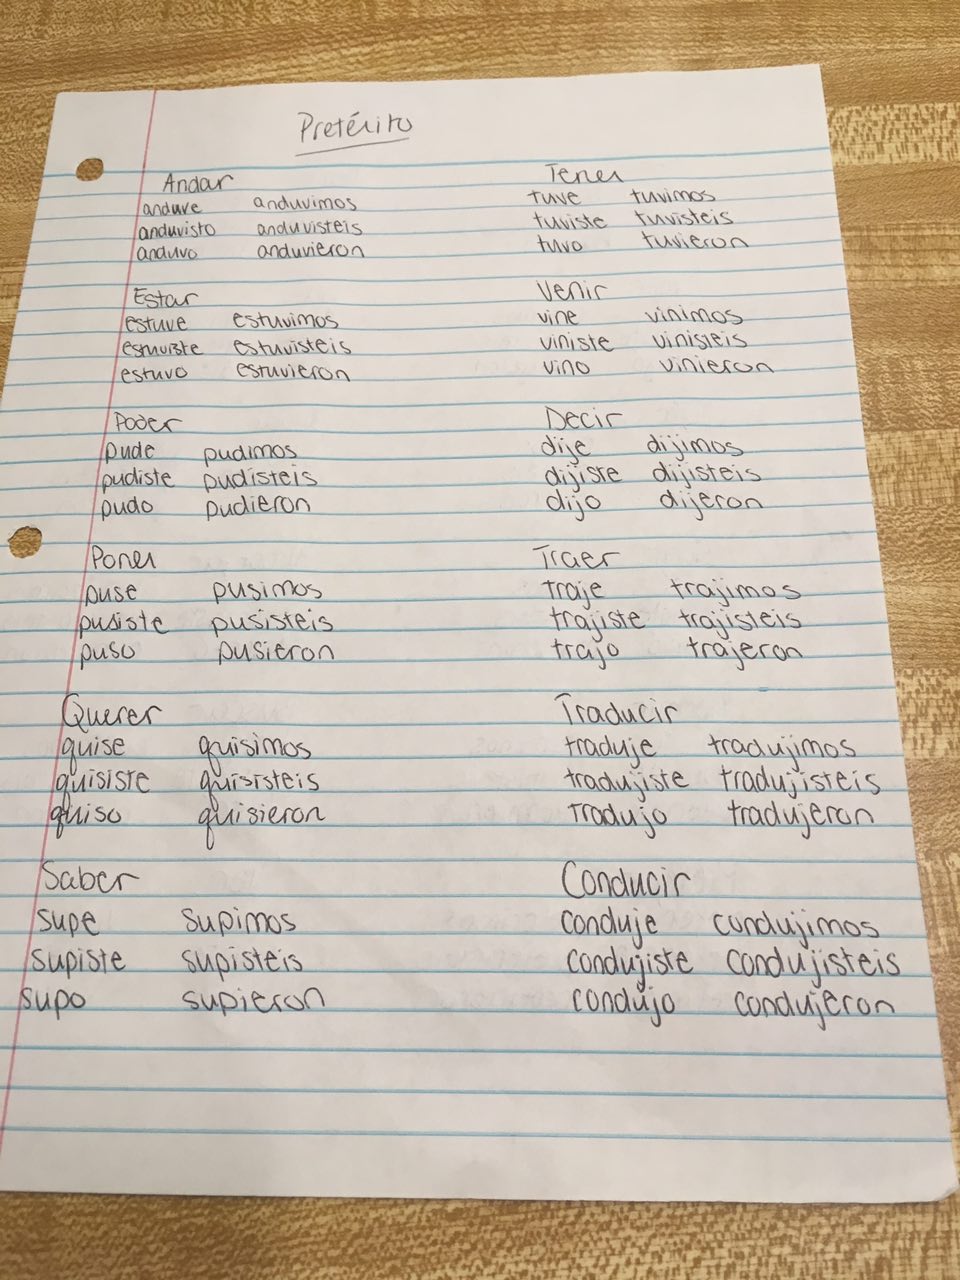 Pretérito
Andar Tener
anduve anduvimos tuve tuvimos
anduvisto anduvisteis tuviste tuvisteis
anduvo anduvieron tuvo tuvieron
Estar Venir
estuve estuvimos vine vinimos
estuviste estuvisteis viniste vinisteis
estuvo estuvieron vino vinieron
Poder Decir
pude pudimos dije dijimos
pudiste pudisteis dijiste dijisteis
pudo pudieron dijo dijeron
Poner Traer
puse pusimos traje trajimos
pusiste pusisteis trajiste trajisteis
puso pusieron trajo trajeron
Querer Traducir
quise quisimos traduje tradujimos
quisiste quisisteis tradujiste tradujisteis
quiso quisieron Tradujo tradujeron
Saber Conducir
supe supimos conduje condujimos
supiste supisteis condujiste condujisteis
supo supieron condujo condujeron